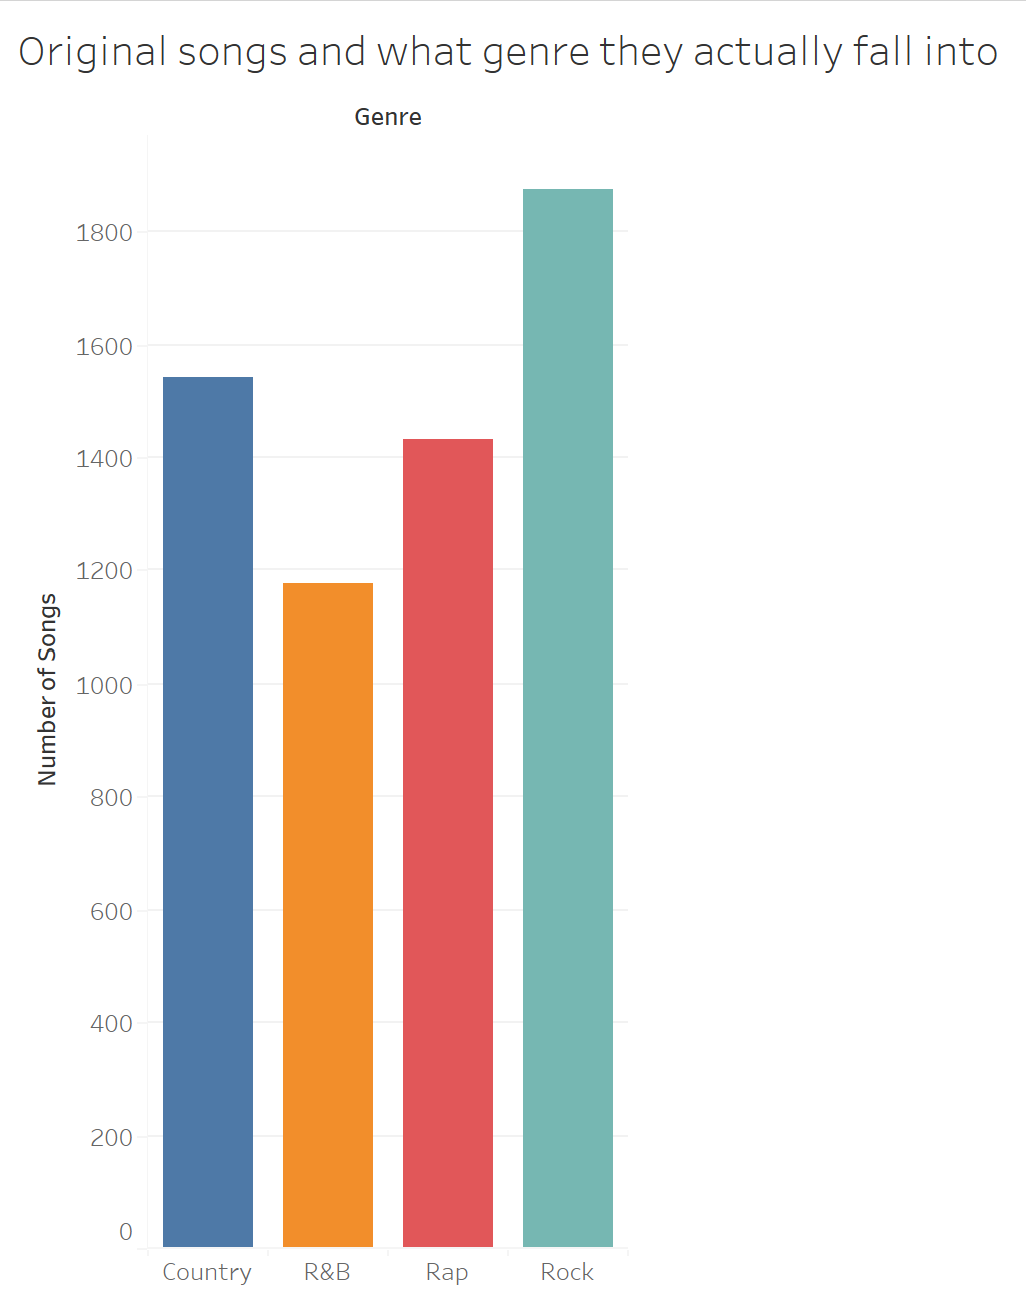 Original songs and what genre they actually fall into
Genre
1800
1600
1400
1200
1000
800
600
400
200
0
Number of Songs
Country
R&B
Rap
Rock